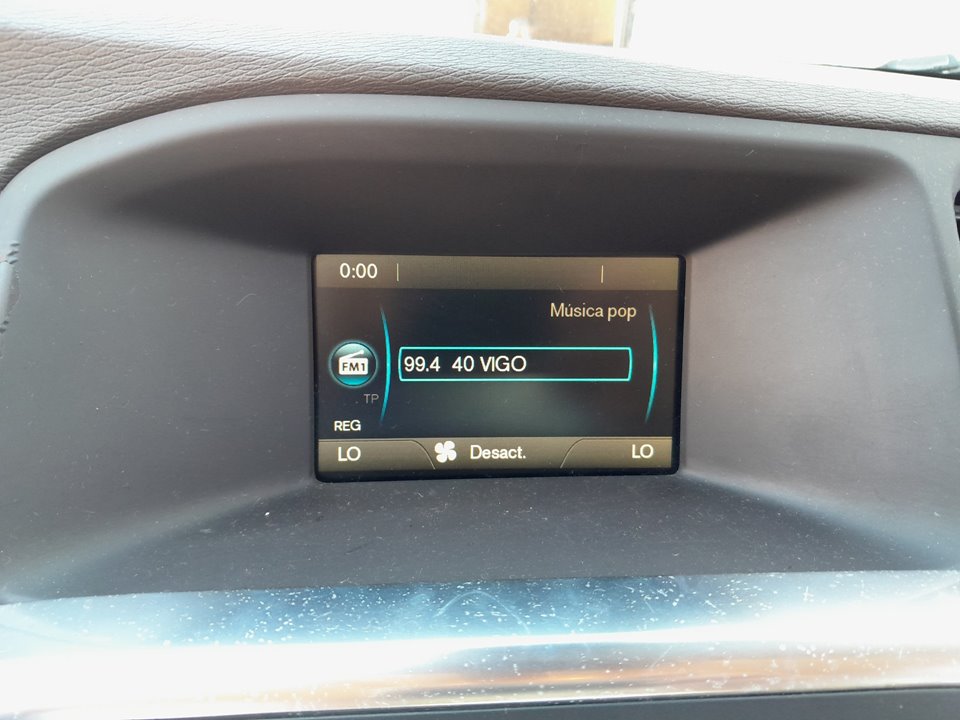 0:00
Música pop
FM1
99.4 40 VIGO
TP
REG
LO Desact. LO